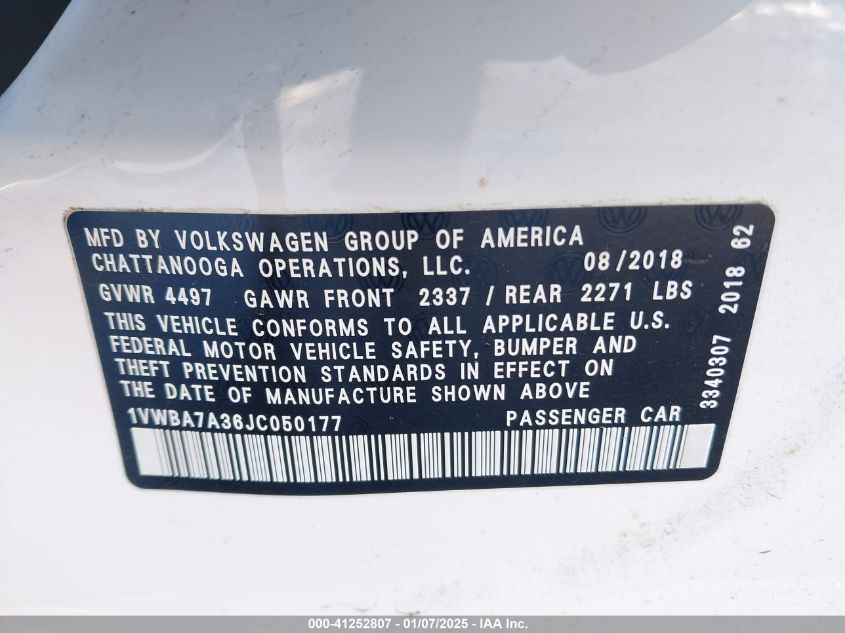 MFD BY VOLKSWAGEN GROUP OF AMERICA
CHATTANOOGA OPERATIONS, LLC. 08/2018
GVWR 4497 GAWR FRONT 2337 / REAR 2271 LBS
THIS VEHICLE CONFORMS TO ALL APPLICABLE U.S.
FEDERAL MOTOR VEHICLE SAFETY, BUMPER AND
THEFT PREVENTION STANDARDS IN EFFECT ON
THE DATE OF MANUFACTURE SHOWN ABOVE
1VWBA7A36JC050177 PASSENGER CAR
3340307 2018 62
000-41252807 - 01/07/2025 - IAA Inc.